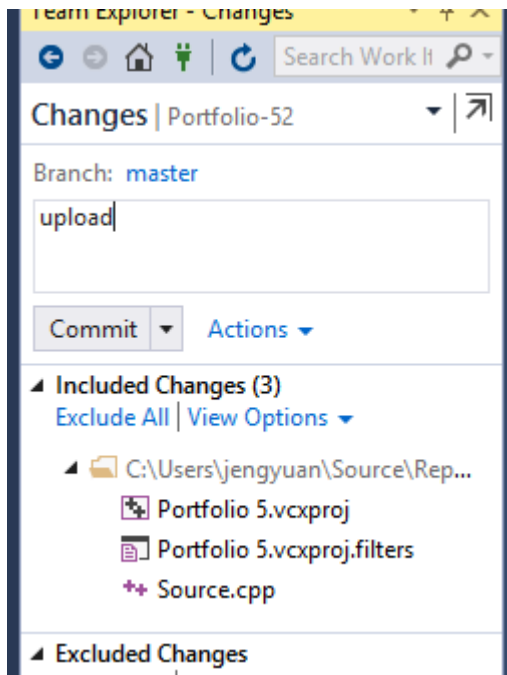 Team Explorer - Changes
Search Work It
Changes | Portfolio-52
Branch: master
upload
Commit Actions
Included Changes (3)
Exclude All | View Options
C:\Users\jengyuan\Source\Rep...
Portfolio 5.vcxproj
Portfolio 5.vcxproj.filters
Source.cpp
Excluded Changes